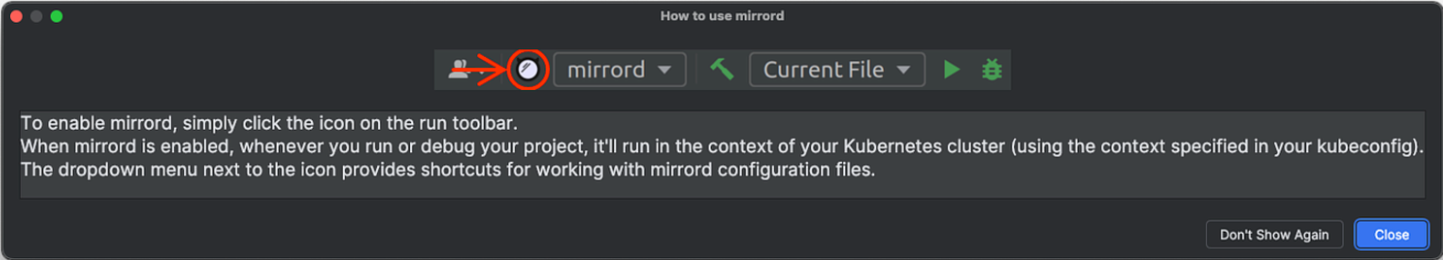 How to use mirrord
mirrord
Current File
To enable mirrord, simply click the icon on the run toolbar.
When mirrord is enabled, whenever you run or debug your project, it'll run in the context of your Kubernetes cluster (using the context specified in your kubeconfig).
The dropdown menu next to the icon provides shortcuts for working with mirrord configuration files.
Don't Show Again
Close